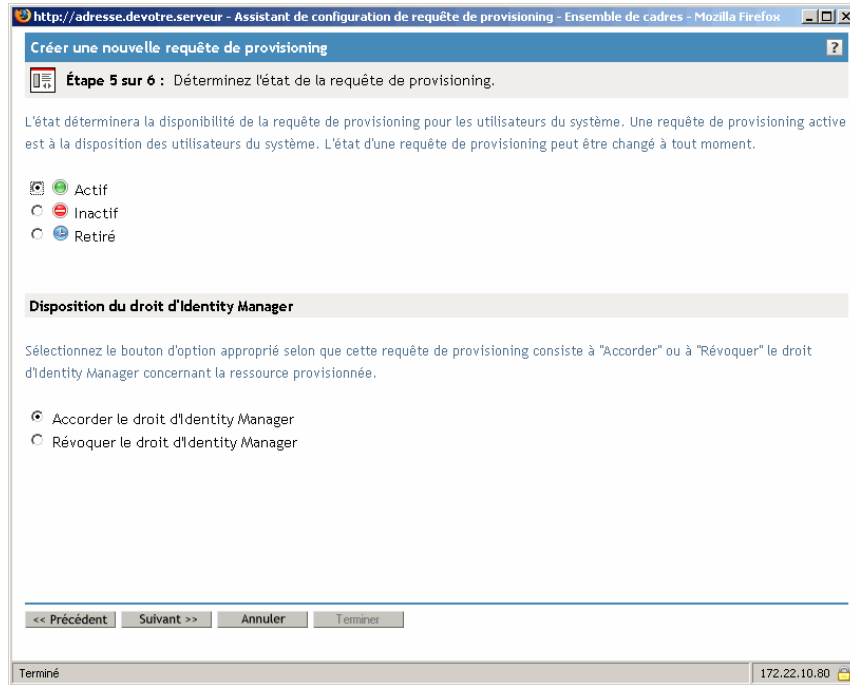 http://adresse.devotre.serveur - Assistant de configuration de requête de provisioning - Ensemble de cadres - Mozilla Firefox
Créer une nouvelle requête de provisioning
?
Étape 5 sur 6 : Déterminez l'état de la requête de provisioning.
L'état déterminera la disponibilité de la requête de provisioning pour les utilisateurs du système. Une requête de provisioning active
est à la disposition des utilisateurs du système. L'état d'une requête de provisioning peut être changé à tout moment.
Actif
Inactif
Retiré
Disposition du droit d'Identity Manager
Sélectionnez le bouton d'option approprié selon que cette requête de provisioning consiste à "Accorder" ou à "Révoquer" le droit
d'Identity Manager concernant la ressource provisionnée.
Accorder le droit d'Identity Manager
Révoquer le droit d'Identity Manager
<< Précédent Suivant >> Annuler Terminer
Terminé 172.22.10.80